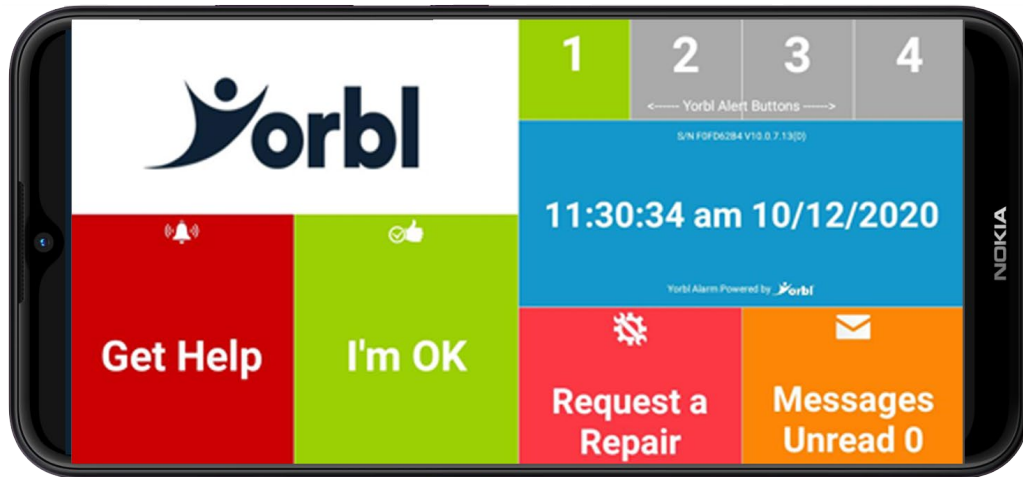 Yorbl
1
2
3
4
<------ Yorbl Alert Buttons ------>
S/N F0FD62B4 V10.0.7.13(D)
11:30:34 am 10/12/2020
Yorbl Alarm Powered by Yorbl
Get Help
I'm OK
Request a
Repair
Messages
Unread 0
NOKIA